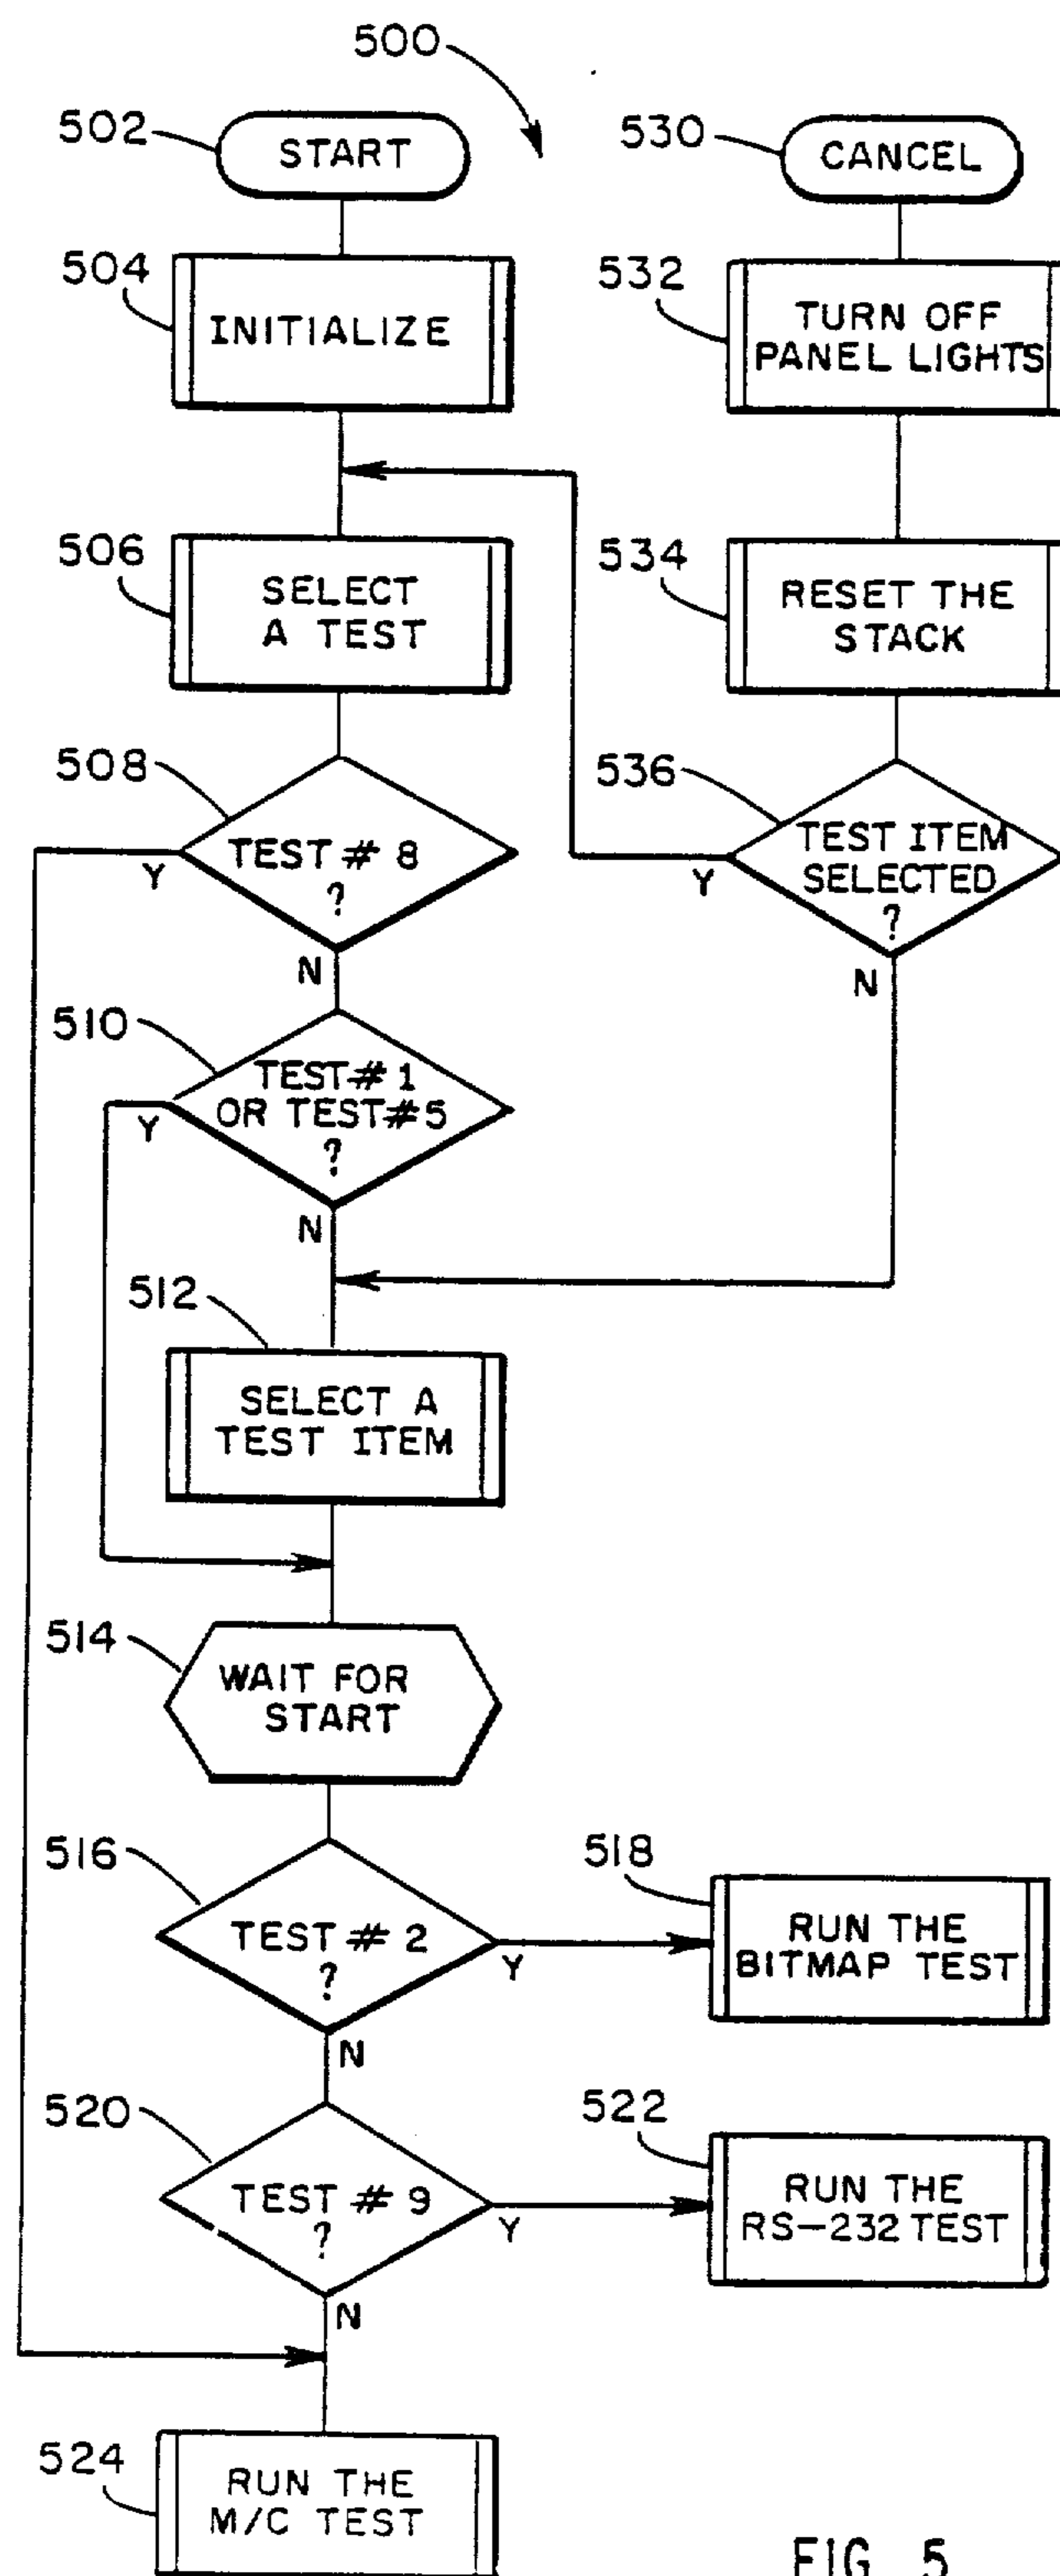 500
502
START
530
CANCEL
504
INITIALIZE
532
TURN OFF
PANEL LIGHTS
506
SELECT
A TEST
534
RESET THE
STACK
508
TEST # 8
?
Y
N
536
TEST ITEM
SELECTED
?
Y
N
510
TEST # 1
OR TEST # 5
?
Y
N
512
SELECT A
TEST ITEM
514
WAIT FOR
START
516
TEST # 2
?
Y
N
518
RUN THE
BITMAP TEST
520
TEST # 9
?
Y
N
522
RUN THE
RS-232 TEST
524
RUN THE
M/C TEST
FIG. 5